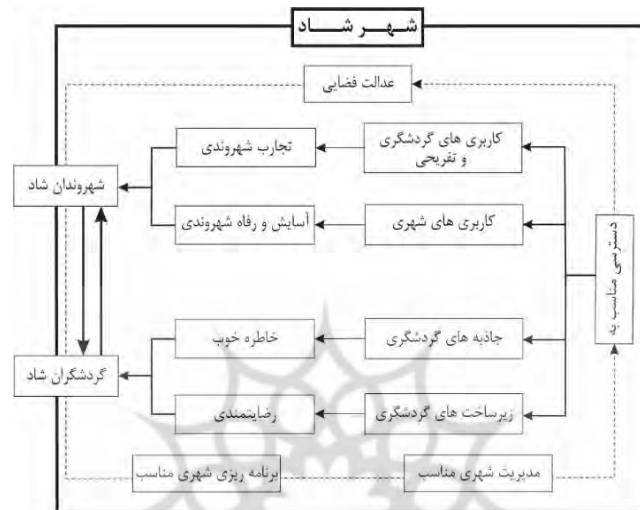 شهر شاد
عدالت فضایی
کاربری های گردشگری
و تفریحی
تجارب شهروندی
شهروندان شاد
کاربری های شهری
آسایش و رفاه شهروندی
دسترسی مناسب به
جاذبه های گردشگری
خاطره خوب
گردشگران شاد
زیرساخت های گردشگری
رضایتمندی
مدیریت شهری مناسب
برنامه ریزی شهری مناسب